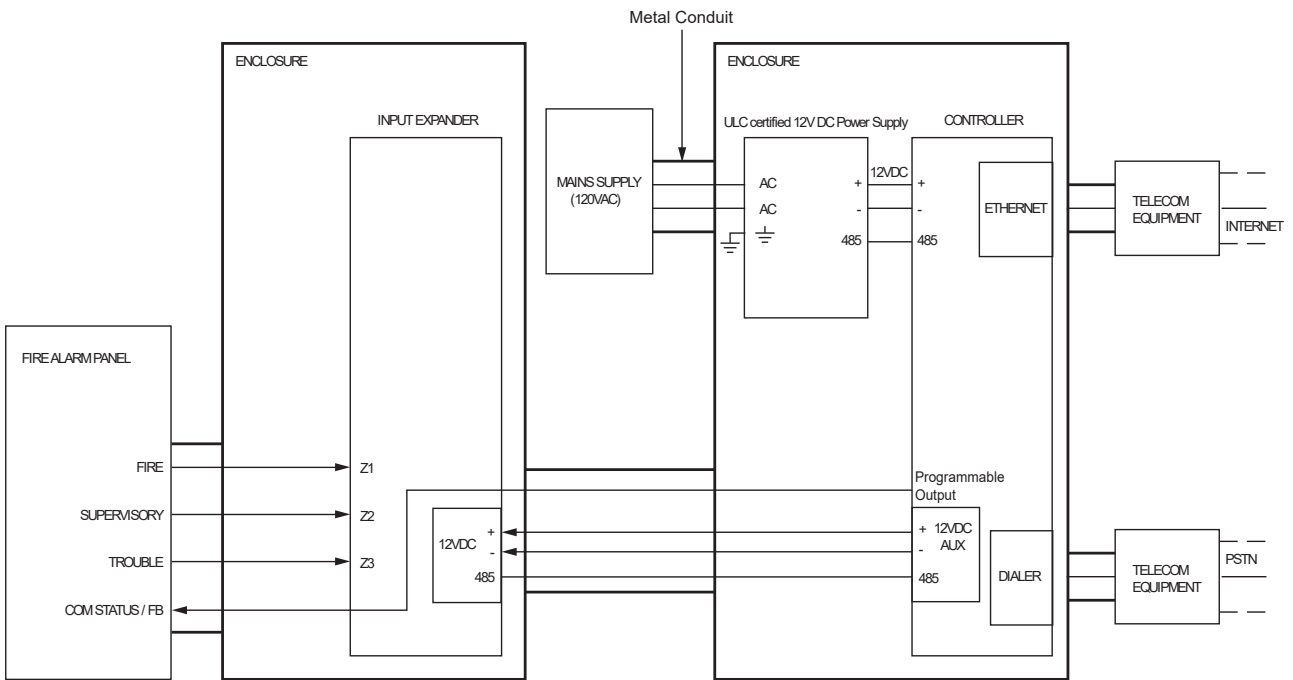 Metal Conduit
ENCLOSURE
ENCLOSURE
INPUT EXPANDER
ULC certified 12V DC Power Supply
CONTROLLER
MAINS SUPPLY
(120VAC)
AC
+
12VDC
+
AC
-
-
485
485
ETHERNET
TELECOM
EQUIPMENT
INTERNET
FIRE ALARM PANEL
FIRE
Z1
SUPERVISORY
Z2
TROUBLE
Z3
COM STATUS / FB
12VDC
+
-
485
Programmable
Output
+ 12VDC
- AUX
485
DIALER
TELECOM
EQUIPMENT
PSTN